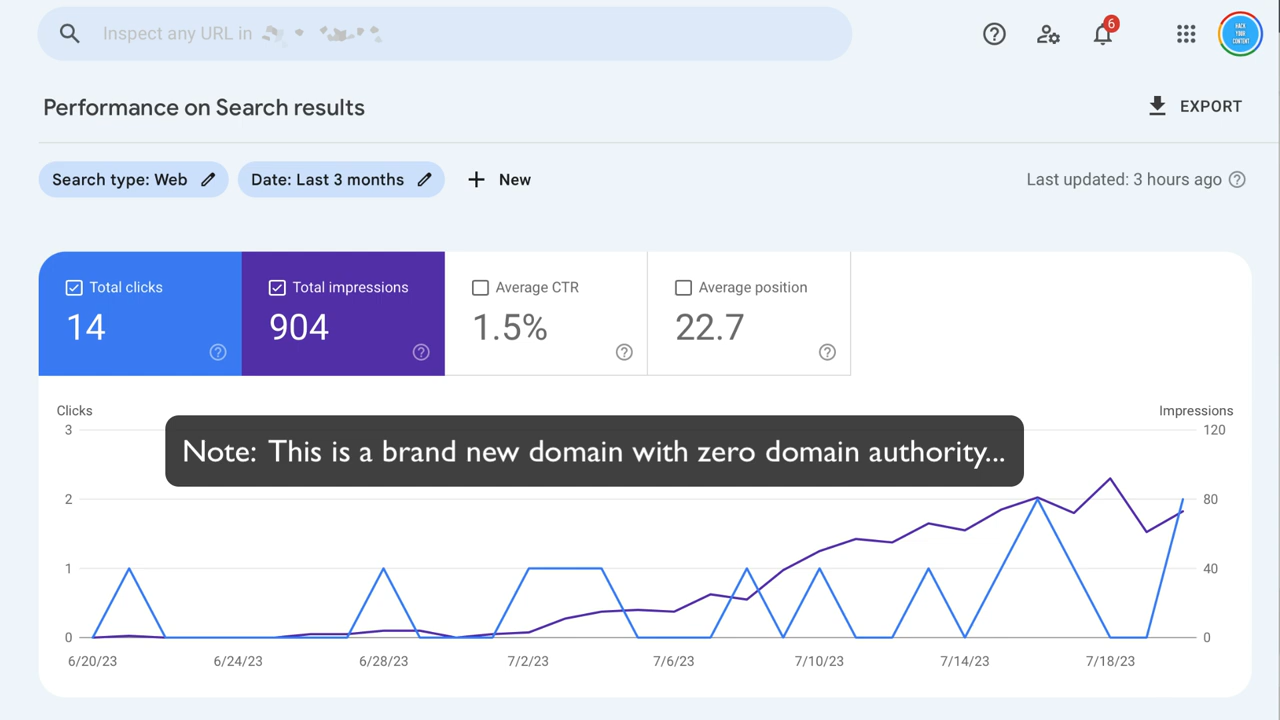 Inspect any URL in
6
HACK
YOUR
CONTENT
Performance on Search results
EXPORT
Search type: Web
Date: Last 3 months
New
Last updated: 3 hours ago
Total clicks
14
Total impressions
904
Average CTR
1.5%
Average position
22.7
Clicks
Impressions
3
120
Note: This is a brand new domain with zero domain authority...
2
80
1
40
0
0
6/20/23
6/24/23
6/28/23
7/2/23
7/6/23
7/10/23
7/14/23
7/18/23